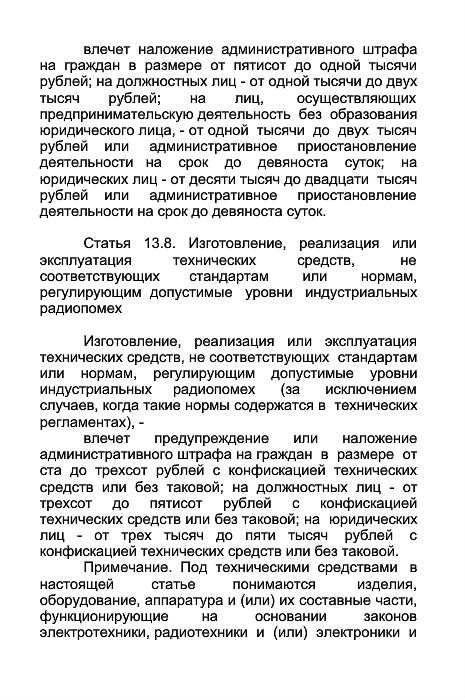 влечет наложение административного штрафа
на граждан в размере от пятисот до одной тысячи
рублей; на должностных лиц - от одной тысячи до двух
тысяч рублей; на лиц, осуществляющих
предпринимательскую деятельность без образования
юридического лица, - от одной тысячи до двух тысяч
рублей или административное приостановление
деятельности на срок до девяноста суток; на
юридических лиц - от десяти тысяч до двадцати тысяч
рублей или административное приостановление
деятельности на срок до девяноста суток.
Статья 13.8. Изготовление, реализация или
эксплуатация технических средств, не
соответствующих стандартам или нормам,
регулирующим допустимые уровни индустриальных
радиопомех
Изготовление, реализация или эксплуатация
технических средств, не соответствующих стандартам
или нормам, регулирующим допустимые уровни
индустриальных радиопомех (за исключением
случаев, когда такие нормы содержатся в технических
регламентах), -
влечет предупреждение или наложение
административного штрафа на граждан в размере от
ста до трехсот рублей с конфискацией технических
средств или без таковой; на должностных лиц - от
трехсот до пятисот рублей с конфискацией
технических средств или без таковой; на юридических
лиц - от трех тысяч до пяти тысяч рублей с
конфискацией технических средств или без таковой.
Примечание. Под техническими средствами в
настоящей статье понимаются изделия,
оборудование, аппаратура и (или) их составные части,
функционирующие на основании законов
электротехники, радиотехники и (или) электроники и